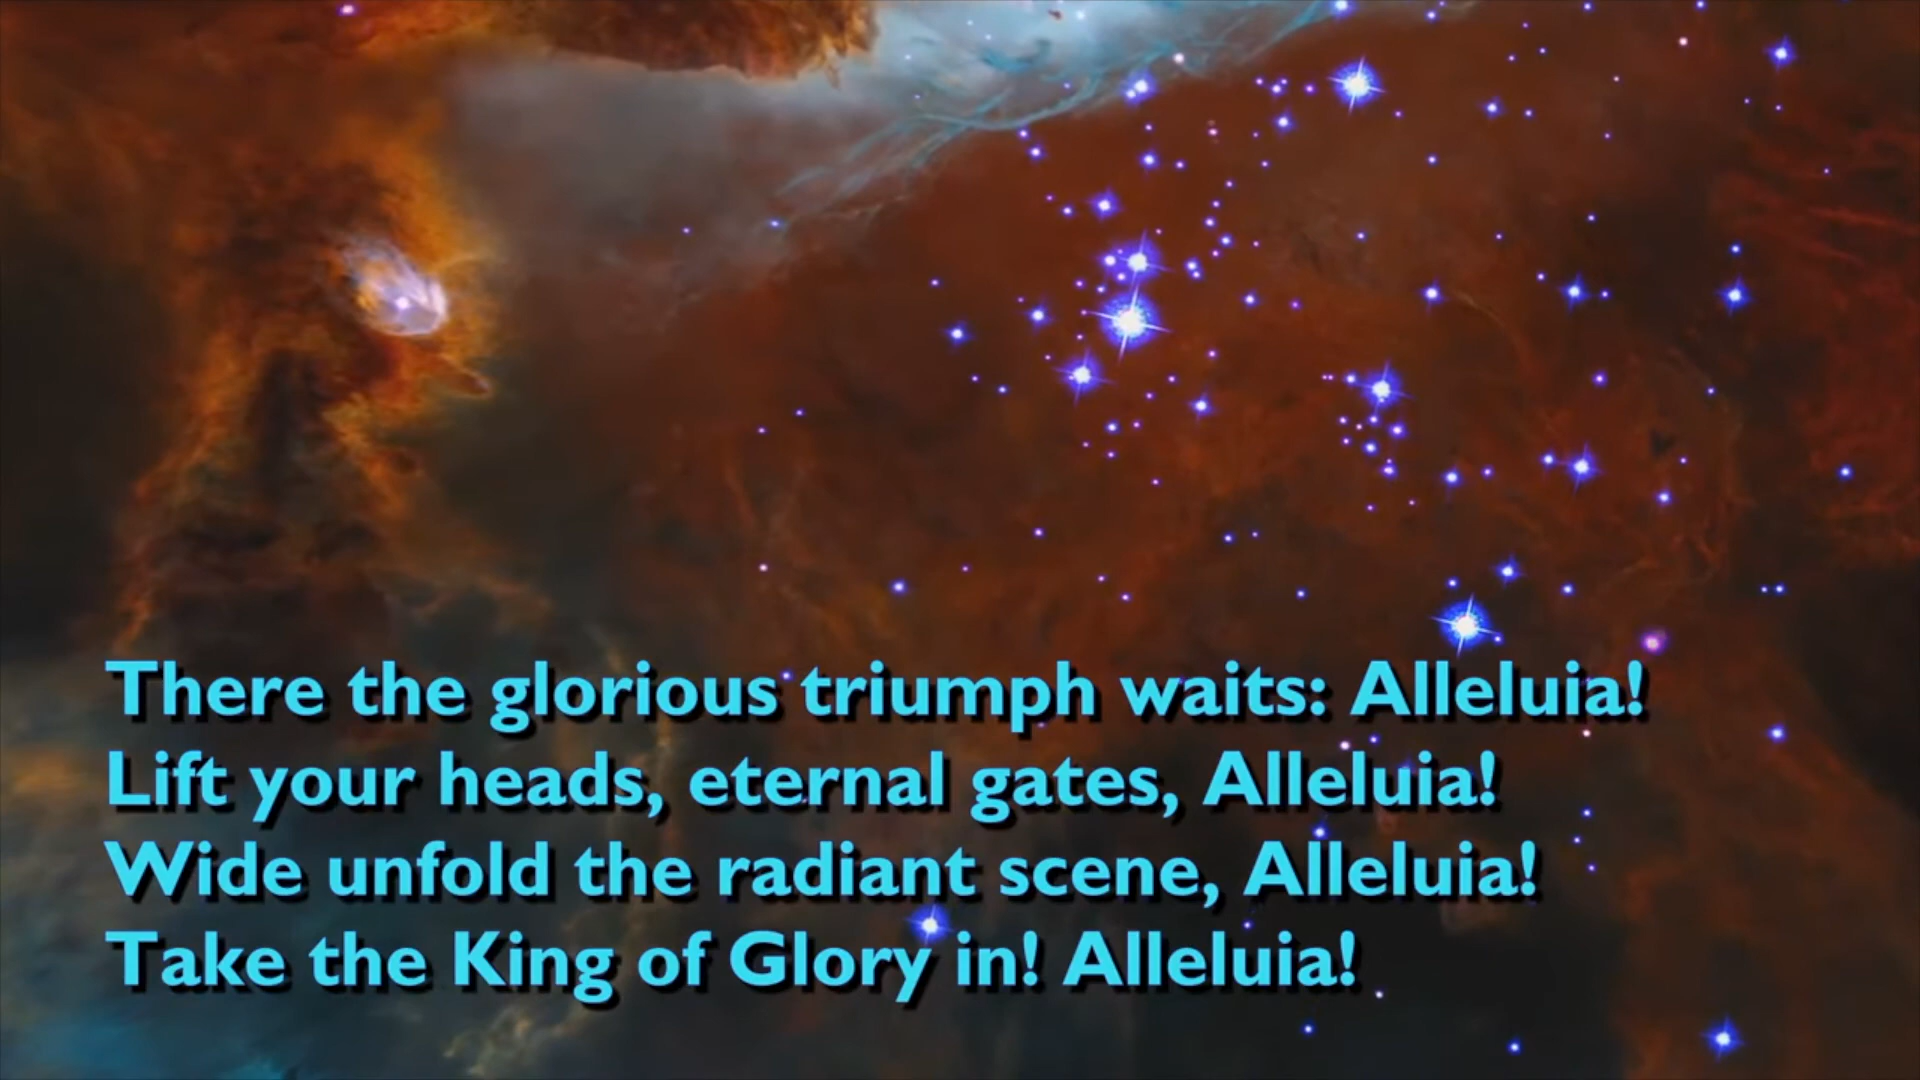 There the glorious triumph waits: Alleluia!
Lift your heads, eternal gates, Alleluia!
Wide unfold the radiant scene, Alleluia!
Take the King of Glory in! Alleluia!